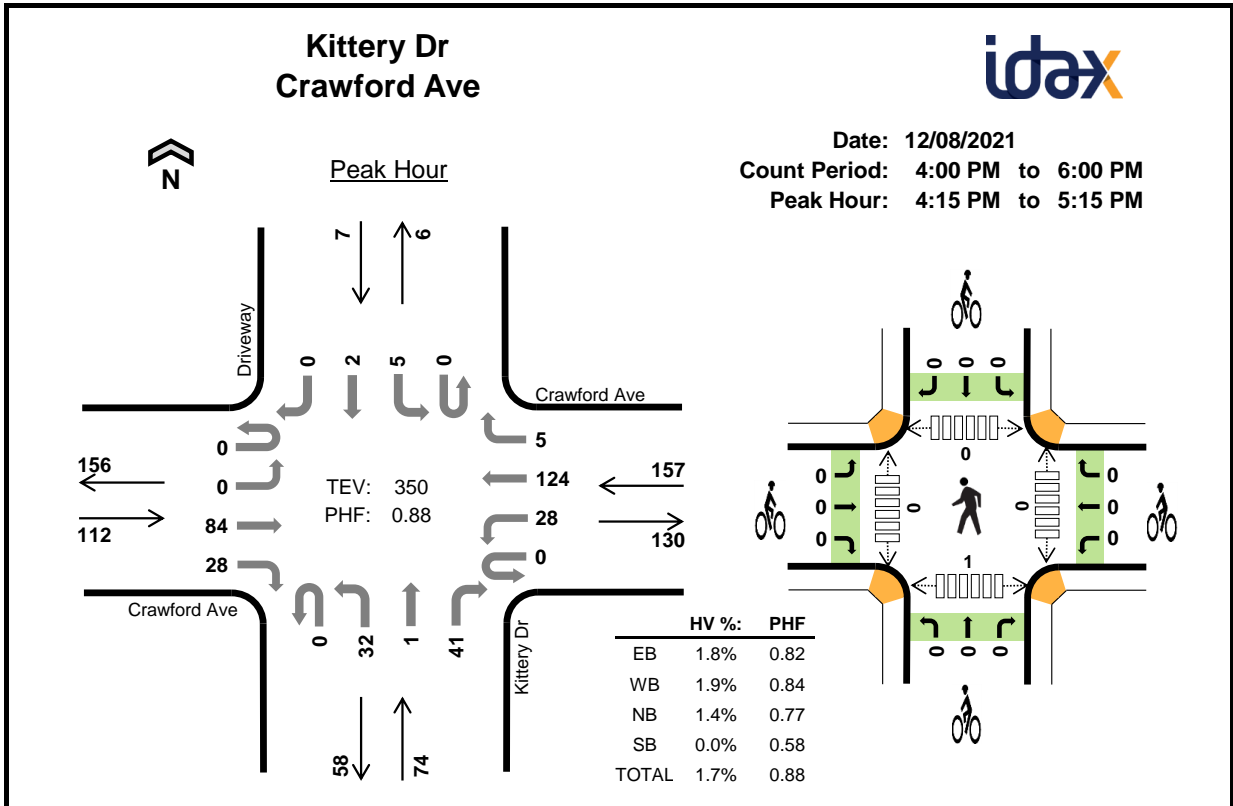 Kittery Dr
Crawford Ave
idax
Date: 12/08/2021
Count Period: 4:00 PM to 6:00 PM
Peak Hour: 4:15 PM to 5:15 PM
N
Peak Hour
7
6
Driveway
0 2 5 0
Crawford Ave
0
0
84
28
156
112
TEV: 350
PHF: 0.88
5
124
28
0
157
130
Crawford Ave
0 32 1 41
Kittery Dr
58
74
HV %: PHF
EB 1.8% 0.82
WB 1.9% 0.84
NB 1.4% 0.77
SB 0.0% 0.58
TOTAL 1.7% 0.88
0 0 0
0
0
0
0
0
0
0
0
0
1
0 0 0